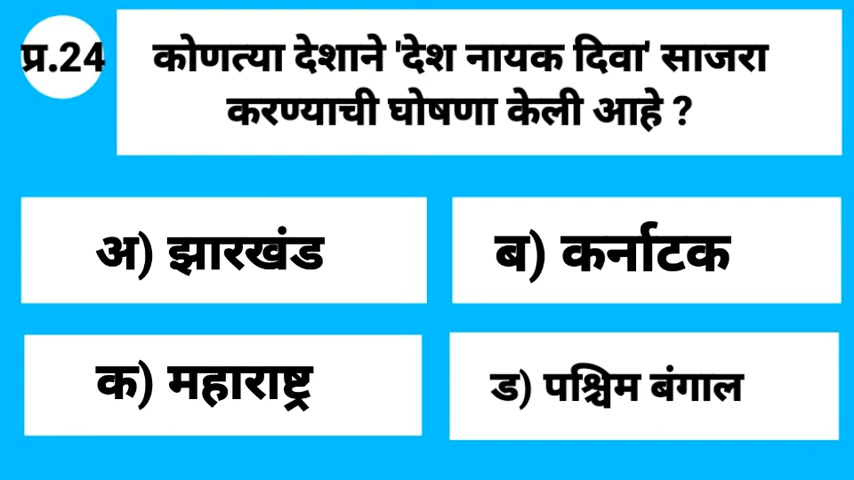 प्र.24
कोणत्या देशाने 'देश नायक दिवा' साजरा
करण्याची घोषणा केली आहे ?
अ) झारखंड
ब) कर्नाटक
क) महाराष्ट्र
ड) पश्चिम बंगाल